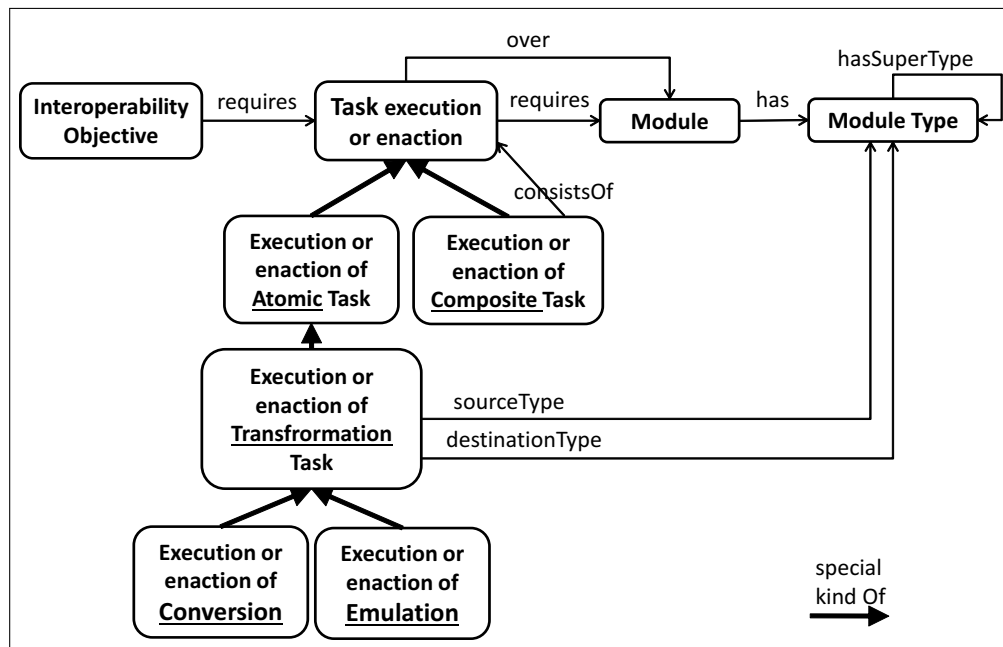 over
hasSuperType
Interoperability
Objective
requires
Task execution
or enaction
requires
Module
has
Module Type
consistsOf
Execution or
enaction of
Atomic Task
Execution or
enaction of
Composite Task
Execution or
enaction of
Transfrormation
Task
sourceType
destinationType
Execution or
enaction of
Conversion
Execution or
enaction of
Emulation
special
kind Of